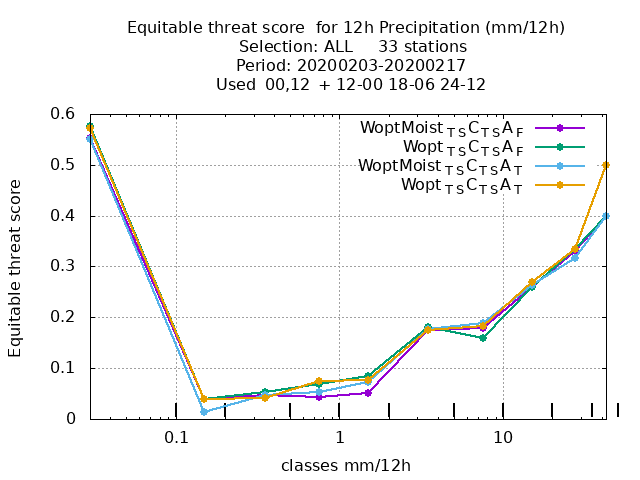 Equitable threat score for 12h Precipitation (mm/12h)
Selection: ALL 33 stations
Period: 20200203-20200217
Used 00,12 + 12-00 18-06 24-12
WoptMoist TS C TS A F
Wopt TS C TS A F
WoptMoist TS C TS A T
Wopt TS C TS A T
Equitable threat score
0.6
0.5
0.4
0.3
0.2
0.1
0
0.1 1 10
classes mm/12h